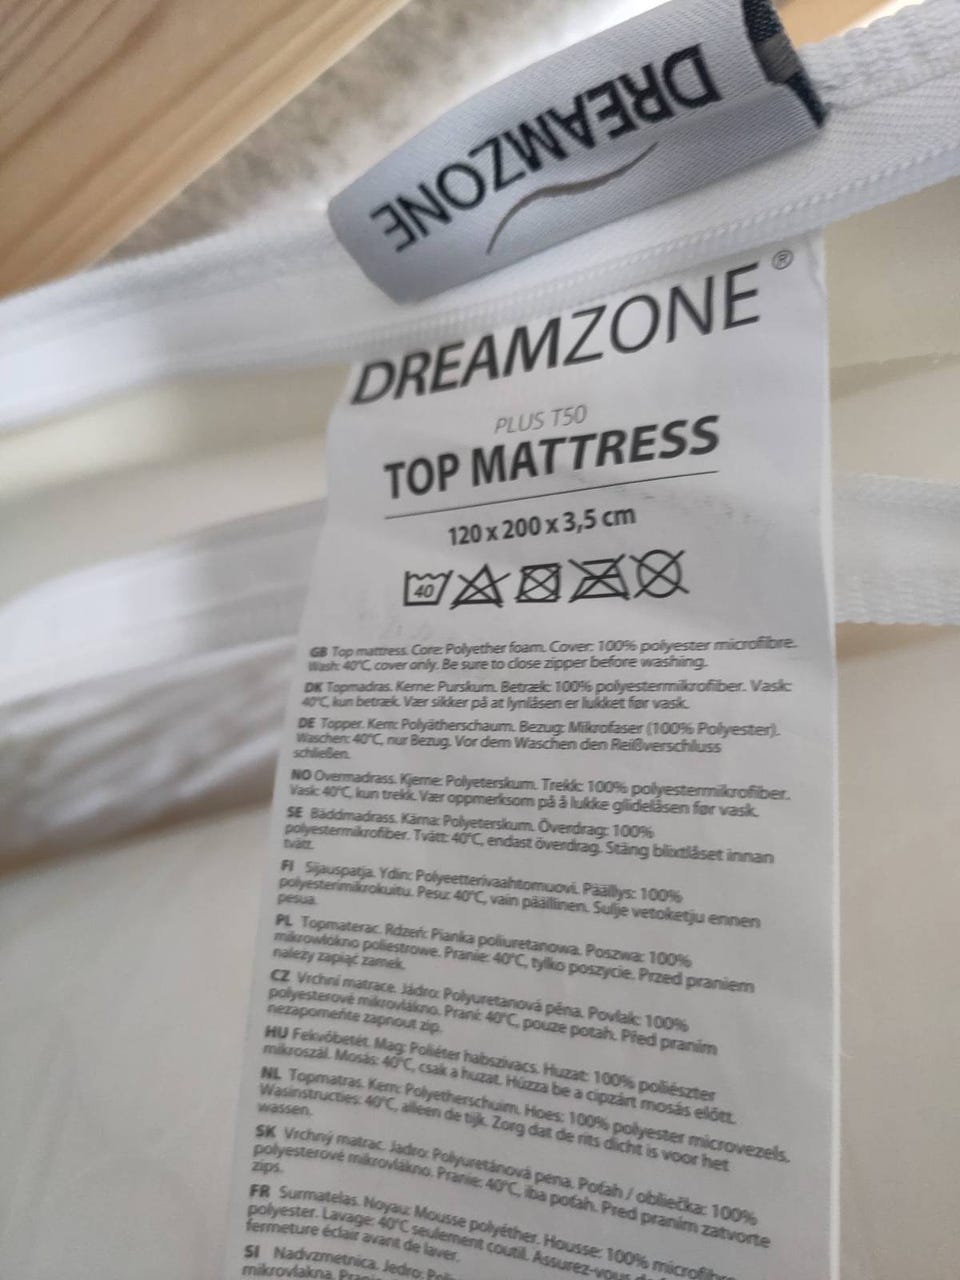 DREAMZONE
DREAMZONE®
PLUS T50
TOP MATTRESS
120 x 200 x 3,5 cm
40
GB Top mattress. Core: Polyether foam. Cover: 100% polyester microfibre.
Wash: 40°C, cover only. Be sure to close zipper before washing.
DK Topmadras. Kerne: Purskum. Betræk: 100% polyestermikrofiber. Vask:
40°C, kun betræk. Vær sikker på at lynlåsen er lukket før vask.
DE Topper. Kern: Polyätherschaum. Bezug: Mikrofaser (100% Polyester).
Waschen: 40°C, nur Bezug. Vor dem Waschen den Reißverschluss
schließen.
NO Overmadrass. Kjerne: Polyeterskum. Trekk: 100% polyestermikrofiber.
Vask: 40°C, kun trekk. Vær oppmerksom på å lukke glidelåsen før vask.
SE Bäddmadrass. Kärna: Polyeterskum. Överdrag: 100%
polyestermikrofiber. Tvätt: 40°C, endast överdrag. Stäng blixtlåset innan
tvätt.
FI Sijauspatja. Ydin: Polyeetterivaahtomuovi. Päällys: 100%
polyesterimikrokuitu. Pesu: 40°C, vain päällinen. Sulje vetoketju ennen
pesua.
PL Topmaterac. Rdzeń: Pianka poliuretanowa. Poszwa: 100%
mikrowłókno poliestrowe. Pranie: 40°C, tylko poszycie. Przed praniem
należy zapiąć zamek.
CZ Vrchní matrace. Jádro: Polyuretanová pěna. Povlak: 100%
polyesterové mikrovlákno. Praní: 40°C, pouze potah. Před praním
nezapomeňte zapnout zip.
HU Fekvőbetét. Mag: Poliéter habszivacs. Huzat: 100% poliészter
mikroszál. Mosás: 40°C, csak a huzat. Húzza be a cipzárt mosás előtt.
NL Topmatras. Kern: Polyetherschuim. Hoes: 100% polyester microvezels.
Wasinstructies: 40°C, alleen de tijk. Zorg dat de rits dicht is voor het
wassen.
SK Vrchný matrac. Jadro: Polyuretánová pena. Poťah / obliečka: 100%
polyesterové mikrovlákno. Pranie: 40°C, iba poťah. Pred praním zatvorte
zips.
FR Surmatelas. Noyau: Mousse polyéther. Housse: 100% microfibre
polyester. Lavage: 40°C seulement coutil. Assurez-vous de
fermeture éclair avant de laver.
SI Nadvzmetnica. Jedro:
mikrovlakna.